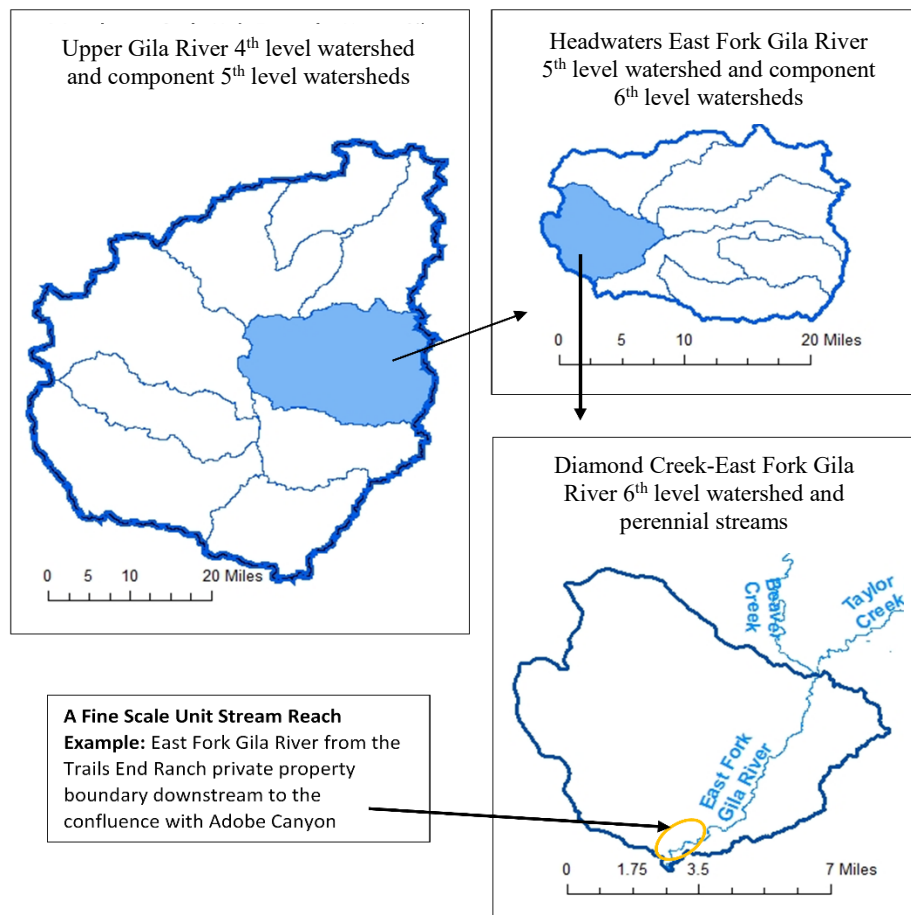 Upper Gila River 4th level watershed
and component 5th level watersheds
0 5 10 20 Miles
Headwaters East Fork Gila River
5th level watershed and component
6th level watersheds
0 5 10 20 Miles
Diamond Creek-East Fork Gila
River 6th level watershed and
perennial streams
Beaver
Creek
Taylor
Creek
East Fork
Gila River
0 1.75 3.5 7 Miles
A Fine Scale Unit Stream Reach
Example: East Fork Gila River from the
Trails End Ranch private property
boundary downstream to the
confluence with Adobe Canyon